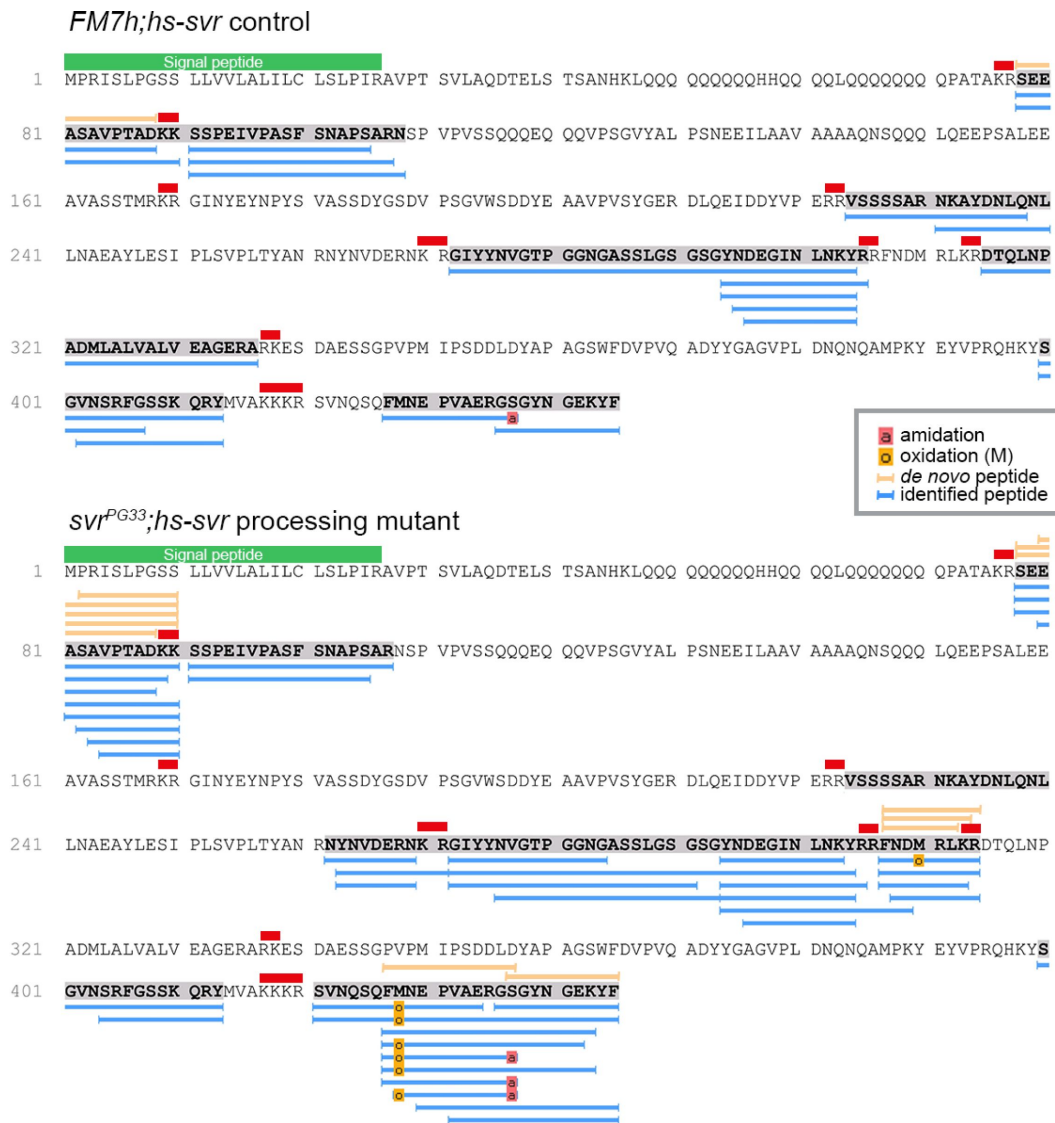 FM7h;hs-svr control
Signal peptide
1 MPRISLPGSS LLVVLALILC LSLPIRAVPT SVLAQDTELS TSANHKLQQQ QQQQQQHHQQ QQLQQQQQQQ QPATAKRSEE
81 ASAVPTADKK SSPEIVPASF SNAPSARNSP VPVSSQQQEQ QQVPSGVYAL PSNEEILAAV AAAAQNSQQQ LQEEPSALEE
161 AVASSTMRKR GINYEYNPYS VASSDYGSDV PSGVWSDDYE AAVPVSYGER DLQEIDDYVP ERRVSSSSAR NKAYDNLQNL
241 LNAEAYLESI PLSVPLTYAN RNYNVDERNK RGIYYNVGTP GGNGASSLGS GSGYNDEGIN LNKYRRFNDM RLKRDTQLNP
321 ADMLALVALV EAGERARKES DAESSGPVPM IPSDDLDYAP AGSWFDVPVQ ADYYGAGVPL DNQNQAMPKY EYVPRQHKYS
401 GVNSRFGSSK QRYMVAKKKR SVNQSQFMNE PVAERGSGYN GEKYF
a
a amidation
o oxidation (M)
de novo peptide
identified peptide
svrPG33;hs-svr processing mutant
Signal peptide
1 MPRISLPGSS LLVVLALILC LSLPIRAVPT SVLAQDTELS TSANHKLQQQ QQQQQQHHQQ QQLQQQQQQQ QPATAKRSEE
81 ASAVPTADKK SSPEIVPASF SNAPSARNSP VPVSSQQQEQ QQVPSGVYAL PSNEEILAAV AAAAQNSQQQ LQEEPSALEE
161 AVASSTMRKR GINYEYNPYS VASSDYGSDV PSGVWSDDYE AAVPVSYGER DLQEIDDYVP ERRVSSSSAR NKAYDNLQNL
241 LNAEAYLESI PLSVPLTYAN RNYNVDERNK RGIYYNVGTP GGNGASSLGS GSGYNDEGIN LNKYRRFNDM RLKRDTQLNP
o
321 ADMLALVALV EAGERARKES DAESSGPVPM IPSDDLDYAP AGSWFDVPVQ ADYYGAGVPL DNQNQAMPKY EYVPRQHKYS
401 GVNSRFGSSK QRYMVAKKKR SVNQSQFMNE PVAERGSGYN GEKYF
o
o
o
o a
o
a
o a